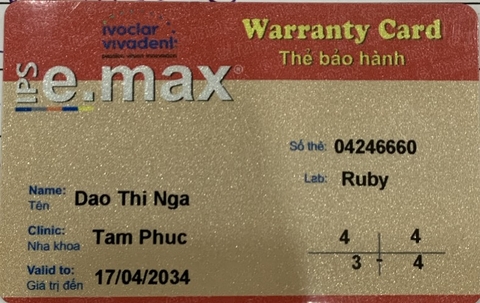 ivoclar
vivadent
Warranty Card
Thẻ bảo hành
IPS
e.max®
Số thẻ: 04246660
Lab: Ruby
Name: Dao Thi Nga
Tên
Clinic: Tam Phuc
Nha khoa
Valid to: 17/04/2034
Giá trị đến
4 4
3 - 4